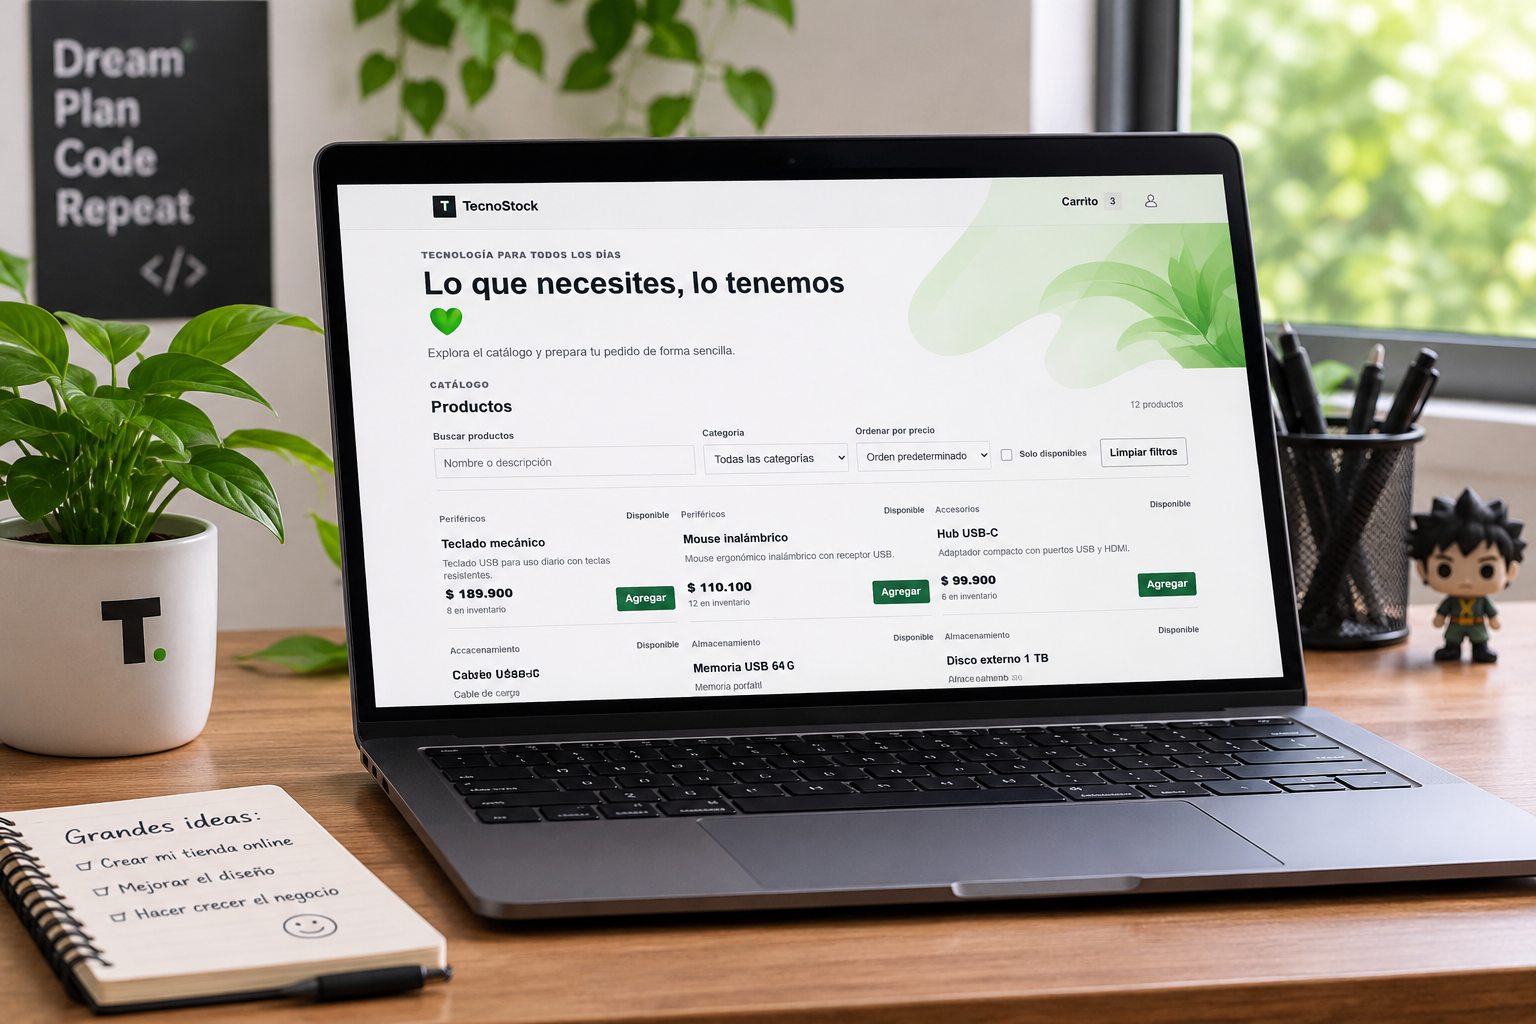 Dream
Plan
Code
Repeat
</>
T TecnoStock
Carrito 3
TECNOLOGÍA PARA TODOS LOS DÍAS
Lo que necesites, lo tenemos
Explora el catálogo y prepara tu pedido de forma sencilla.
CATÁLOGO
Productos
12 productos
Buscar productos
Categoria
Ordenar por precio
Nombre o descripción
Todas las categorias
Orden predeterminado
Solo disponibles
Limpiar filtros
Periféricos
Disponible
Teclado mecánico
Teclado USB para uso diario con teclas
resistentes.
$ 189.900
8 en inventario
Agregar
Periféricos
Disponible
Mouse inalámbrico
Mouse ergonómico inalámbrico con receptor USB.
$ 110.100
12 en inventario
Agregar
Accesorios
Disponible
Hub USB-C
Adaptador compacto con puertos USB y HDMI.
$ 99.900
6 en inventario
Agregar
Accacenamiento
Disponible
Cable de cargo
Almacenamiento
Disponible
Memoria USB 64 G
Memoria
Almacenamiento
Disponible
Disco externo 1 TB
T.
Grandes ideas:
Crear mi tienda online
Mejorar el diseño
Hacer crecer el negocio